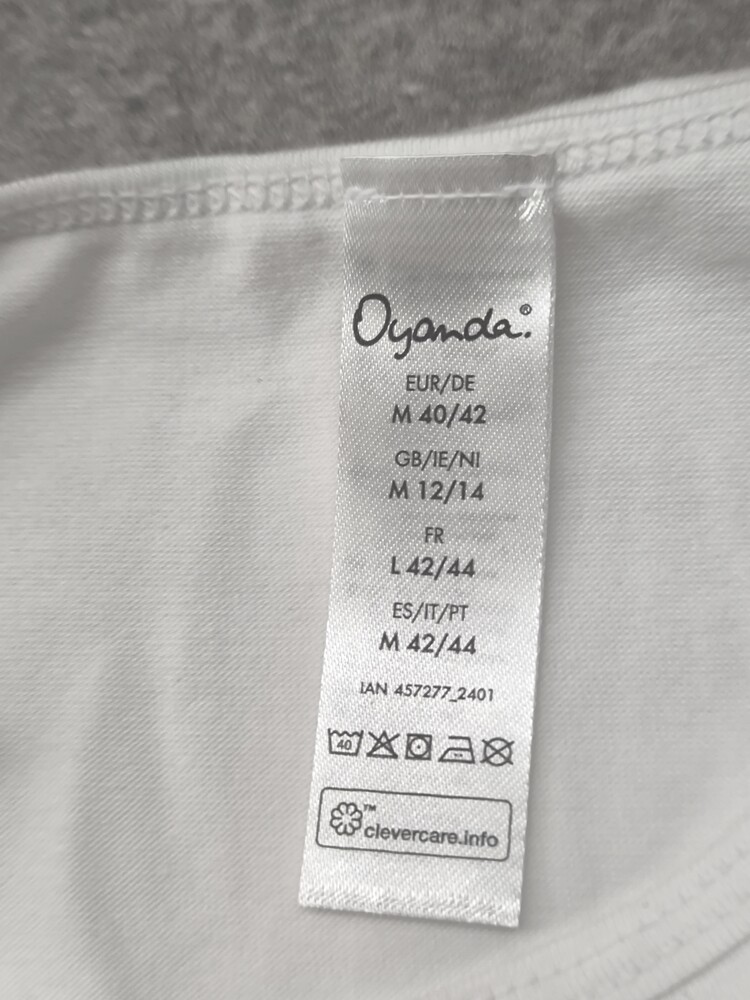 Oyanda.®
EUR/DE
M 40/42
GB/IE/NI
M 12/14
FR
L 42/44
ES/IT/PT
M 42/44
IAN 457277_2401
40
™
clevercare.info